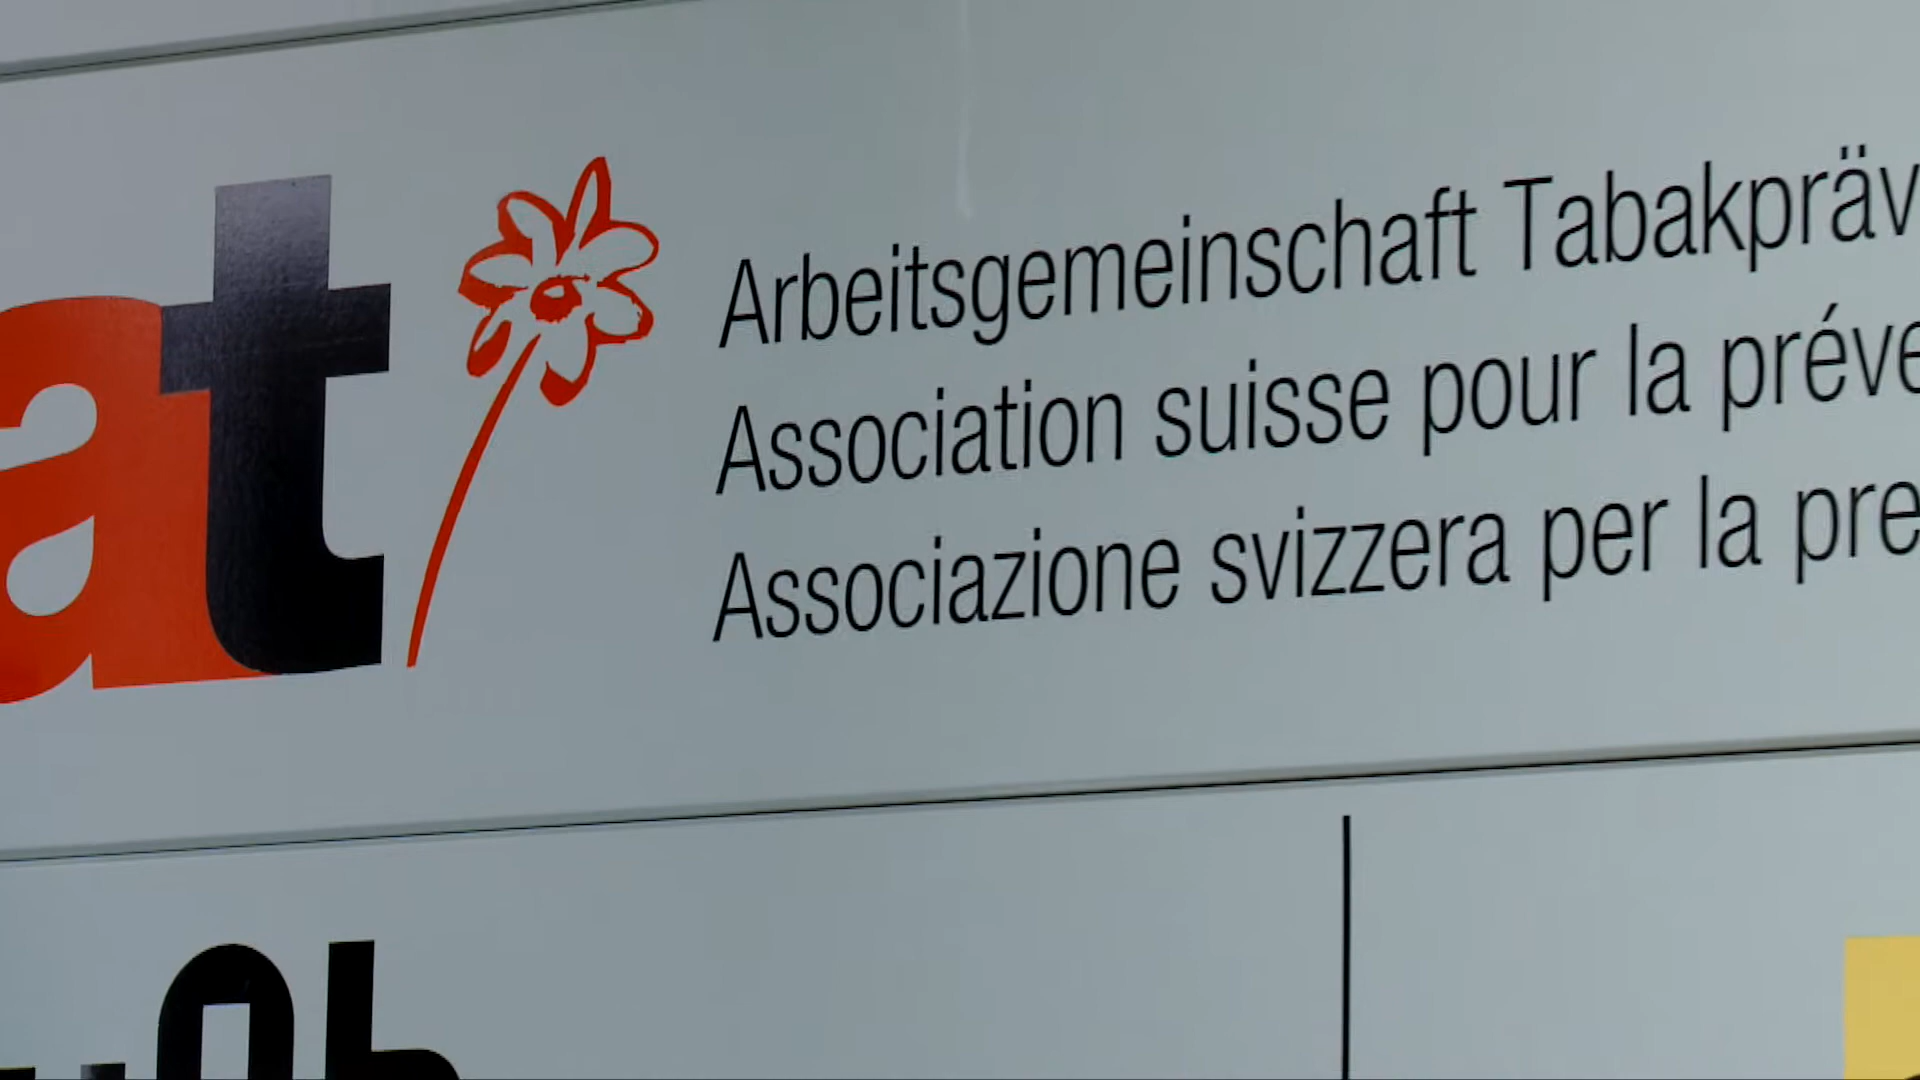 at Arbeitsgemeinschaft Tabakpräv
Association suisse pour la préve
Associazione svizzera per la pre